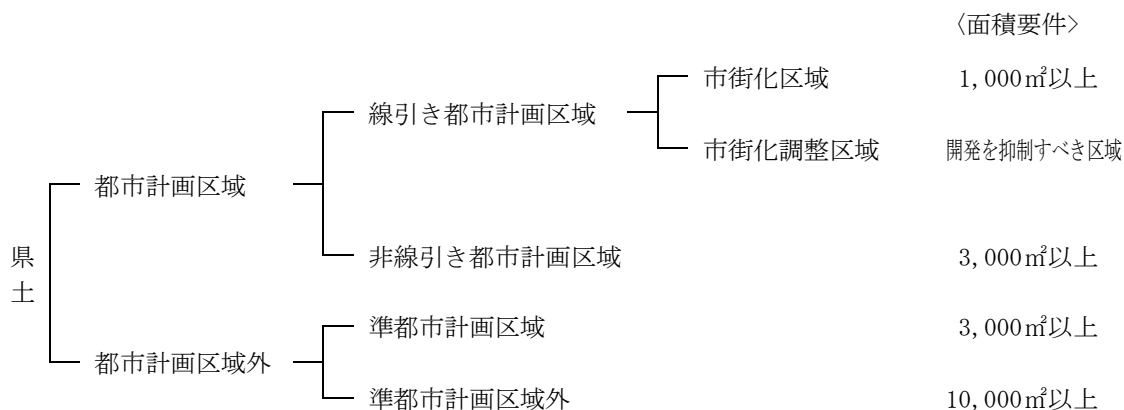 〈面積要件〉
市街化区域 1,000㎡以上
線引き都市計画区域
市街化調整区域 開発を抑制すべき区域
都市計画区域
県土
非線引き都市計画区域 3,000㎡以上
準都市計画区域 3,000㎡以上
都市計画区域外
準都市計画区域外 10,000㎡以上